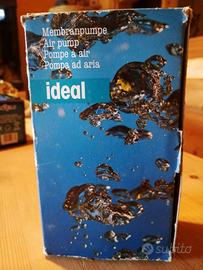 Membranpumpe
Air pump
Pompe à air
Pompa ad aria
ideal
subito